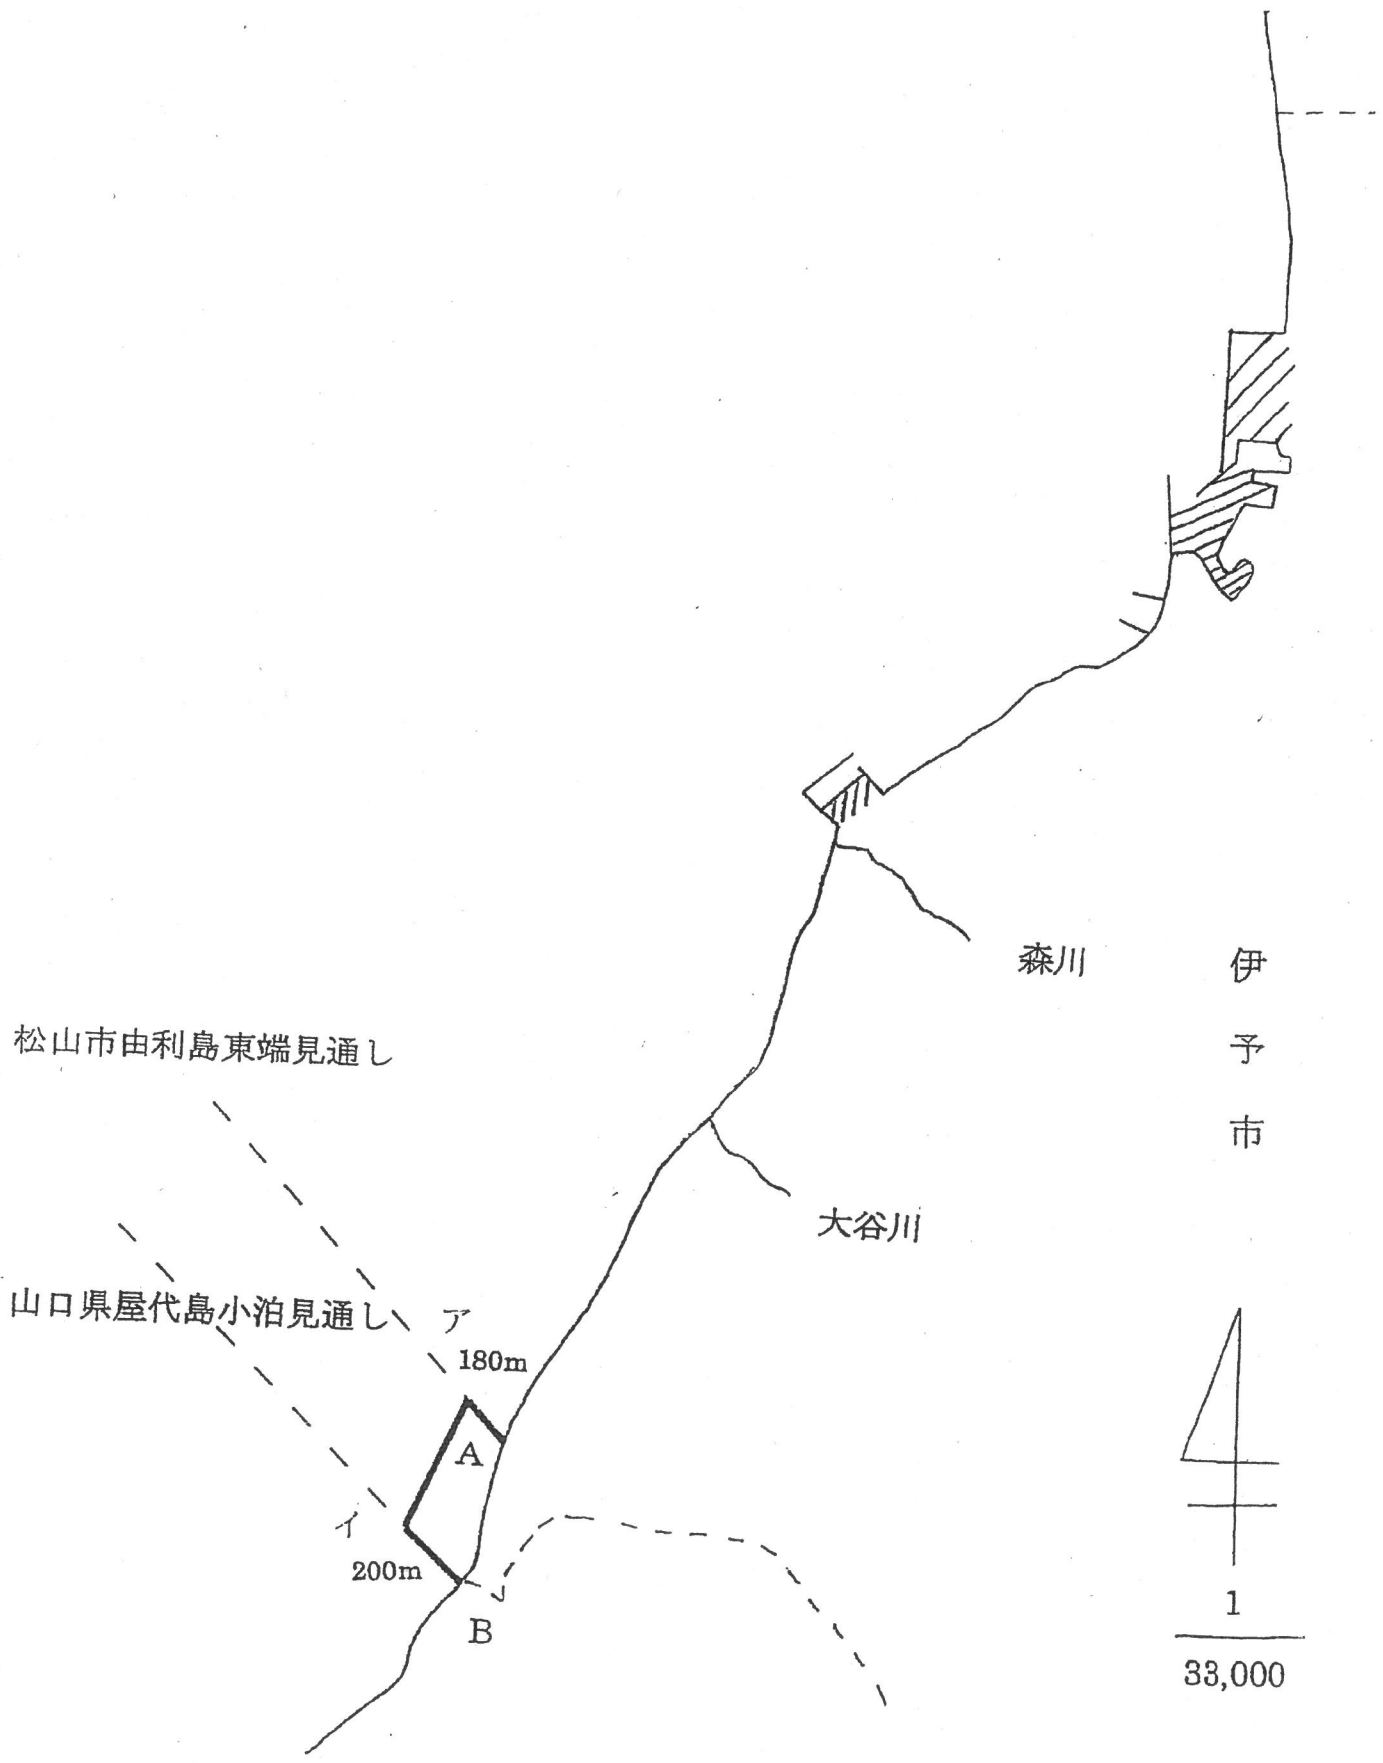 森川
伊
予
市
松山市由利島東端見通し
大谷川
山口県屋代島小泊見通し
ア
180m
A
イ
200m
B
1
33,000